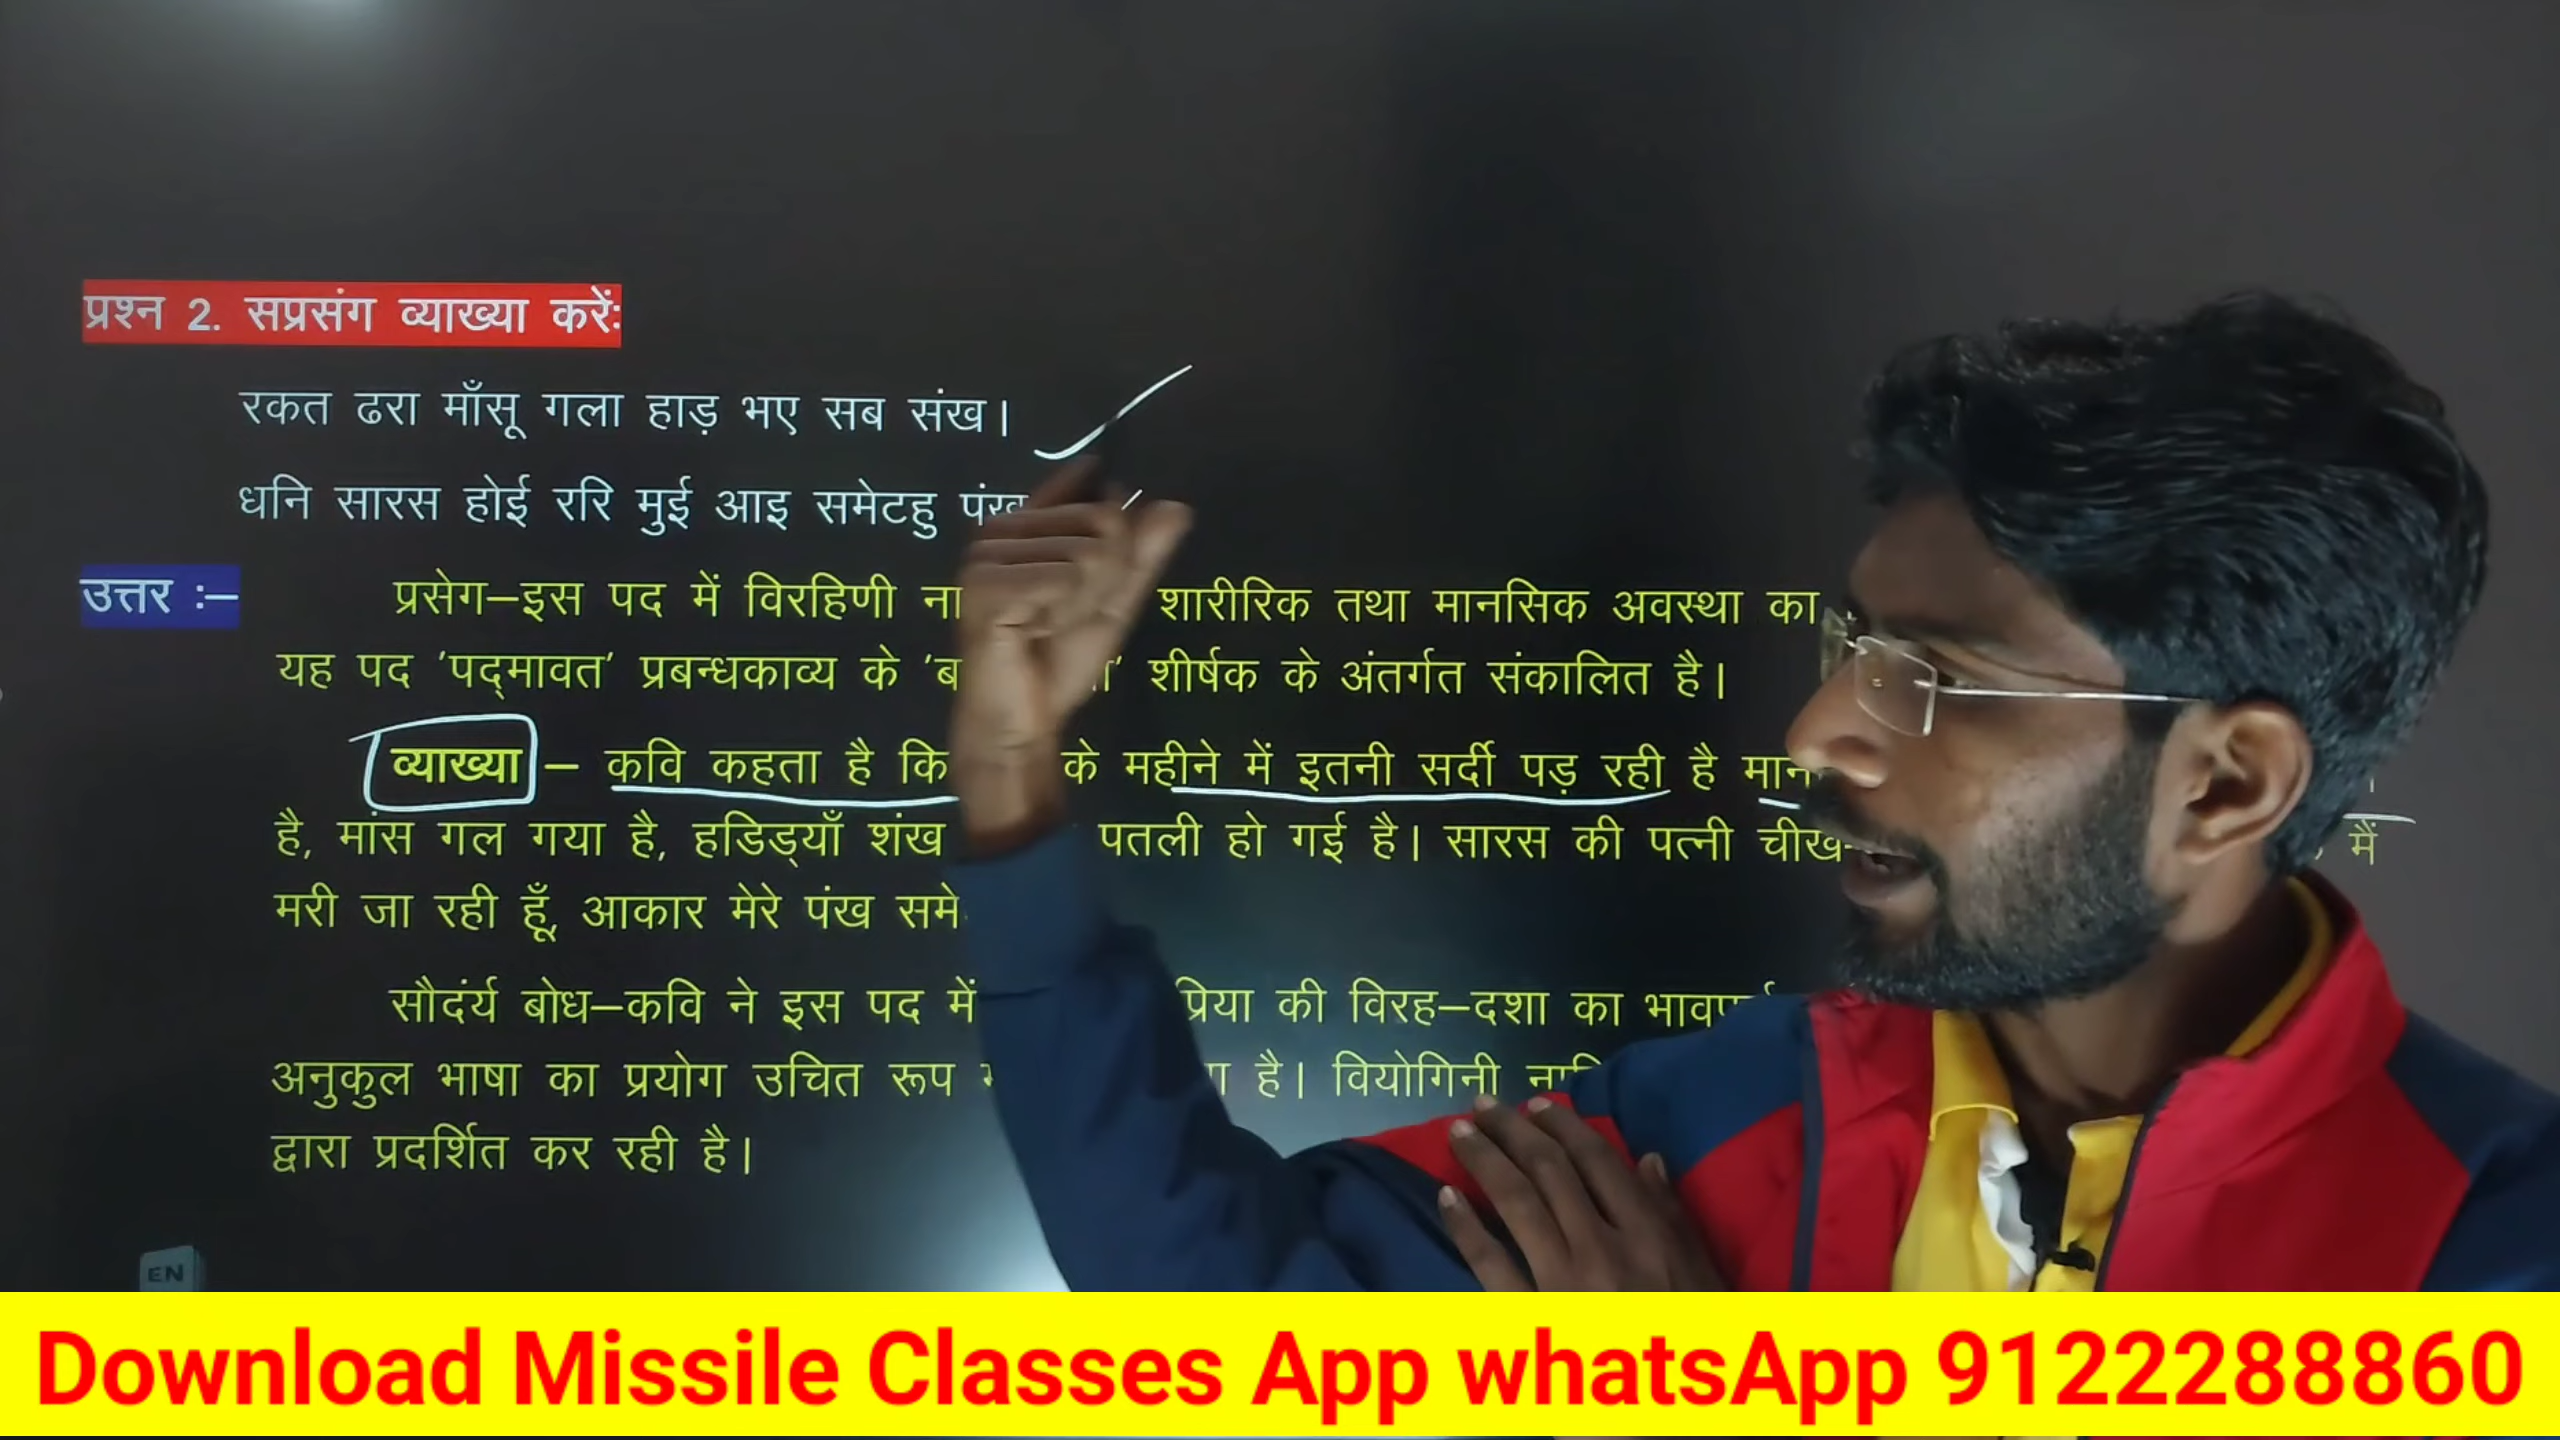 प्रश्न 2. सप्रसंग व्याख्या करें:
रकत ढरा माँसू गला हाड़ भए सब संख।
धनि सारस होई ररि मुई आइ समेटहु
उत्तर :–
प्रसेग–इस पद में विरहिणी शारीरिक तथा मानसिक अवस्था का
यह पद 'पद्मावत' प्रबन्धकाव्य के शीर्षक के अंतर्गत संकालित है।
व्याख्या – कवि कहता है कि के महीने में इतनी सर्दी पड़ रही है
है, मांस गल गया है, हडिड्याँ शंख पतली हो गई है। सारस की पत्नी में
मरी जा रही हूँ, आकार मेरे पंख
सौदंर्य बोध–कवि ने इस पद में प्रिया की विरह–दशा का
अनुकुल भाषा का प्रयोग उचित रूप है। वियोगिनी
द्वारा प्रदर्शित कर रही है।
EN
Download Missile Classes App whatsApp 9122288860